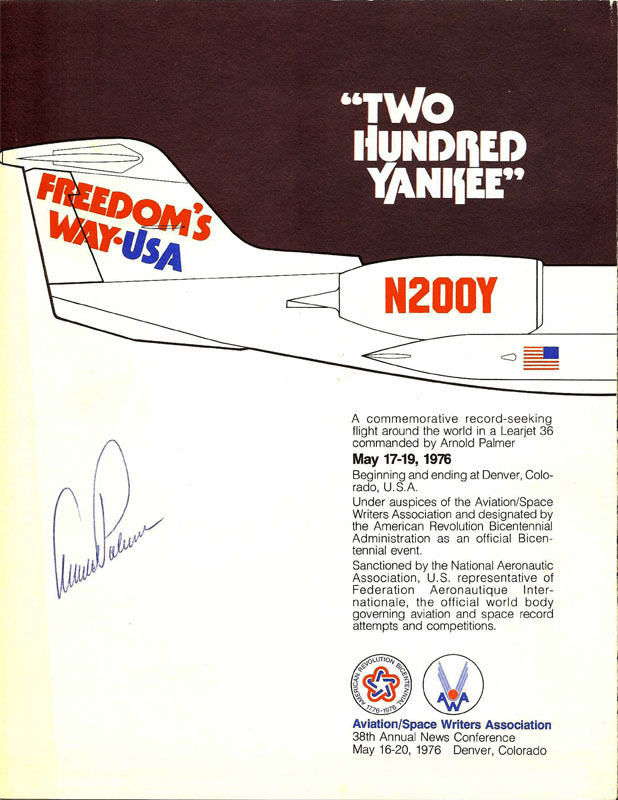 “TWO
HUNDRED
YANKEE”
FREEDOM's
WAY·USA
N200Y
A commemorative record-seeking
flight around the world in a Learjet 36
commanded by Arnold Palmer
May 17-19, 1976
Beginning and ending at Denver, Colo-
rado, U.S.A.
Under auspices of the Aviation/Space
Writers Association and designated by
the American Revolution Bicentennial
Administration as an official Bicen-
tennial event.
Sanctioned by the National Aeronautic
Association, U.S. representative of
Federation Aeronautique Inter-
nationale, the official world body
governing aviation and space record
attempts and competitions.
Arnold Palmer
AMERICAN REVOLUTION BICENTENNIAL
1776-1976
AWA
Aviation/Space Writers Association
38th Annual News Conference
May 16-20, 1976 Denver, Colorado